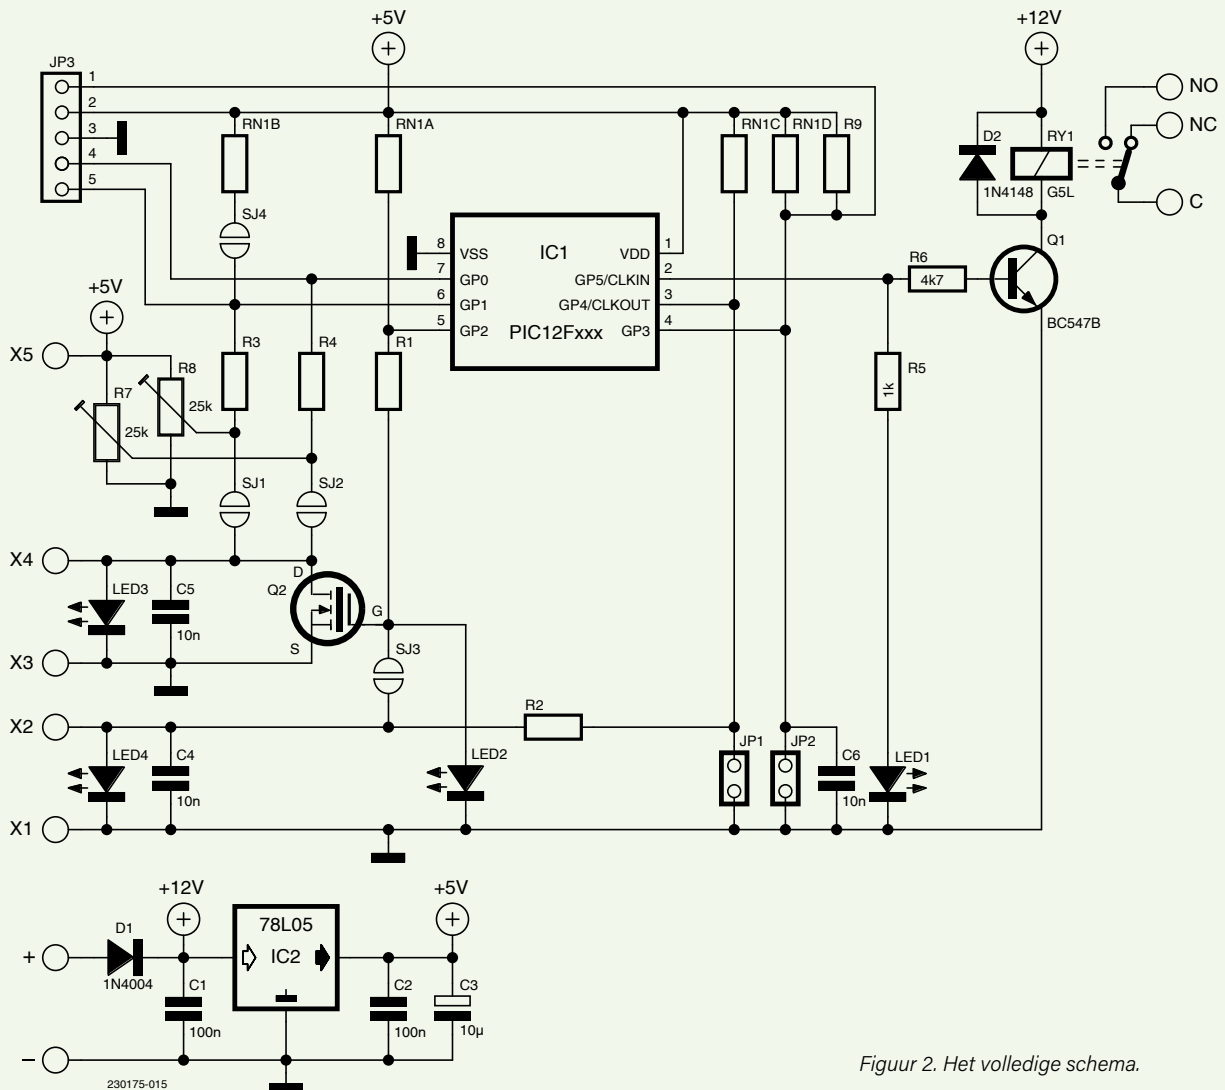 +5V
+12V
JP3
1
2
3
4
5
NO
NC
C
RN1B
RN1A
RN1C
RN1D
R9
D2
1N4148
RY1
G5L
SJ4
IC1
PIC12Fxxx
8
VSS
7
GP0
6
GP1
5
GP2
VDD
1
GP5/CLKIN
2
GP4/CLKOUT
3
GP3
4
R6
4k7
Q1
BC547B
+5V
X5
R7
25k
R8
25k
R3
R4
R1
R5
1k
SJ1
SJ2
X4
LED3
C5
10n
Q2
D
G
S
X3
SJ3
X2
R2
LED4
C4
10n
LED2
JP1
JP2
C6
10n
LED1
X1
+12V
+5V
+
D1
1N4004
78L05
IC2
C1
100n
C2
100n
C3
10µ
–
230175-015
Figuur 2. Het volledige schema.